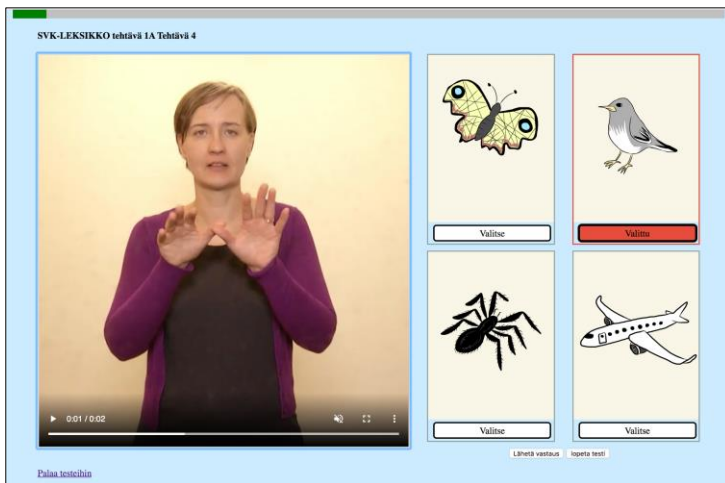 SVK-LEKSIKKO tehtävä 1A Tehtävä 4
Valitse
Valittu
0:01 / 0:02
Valitse
Valitse
Lähetä vastaus
lopeta testi
Palaa testeihin